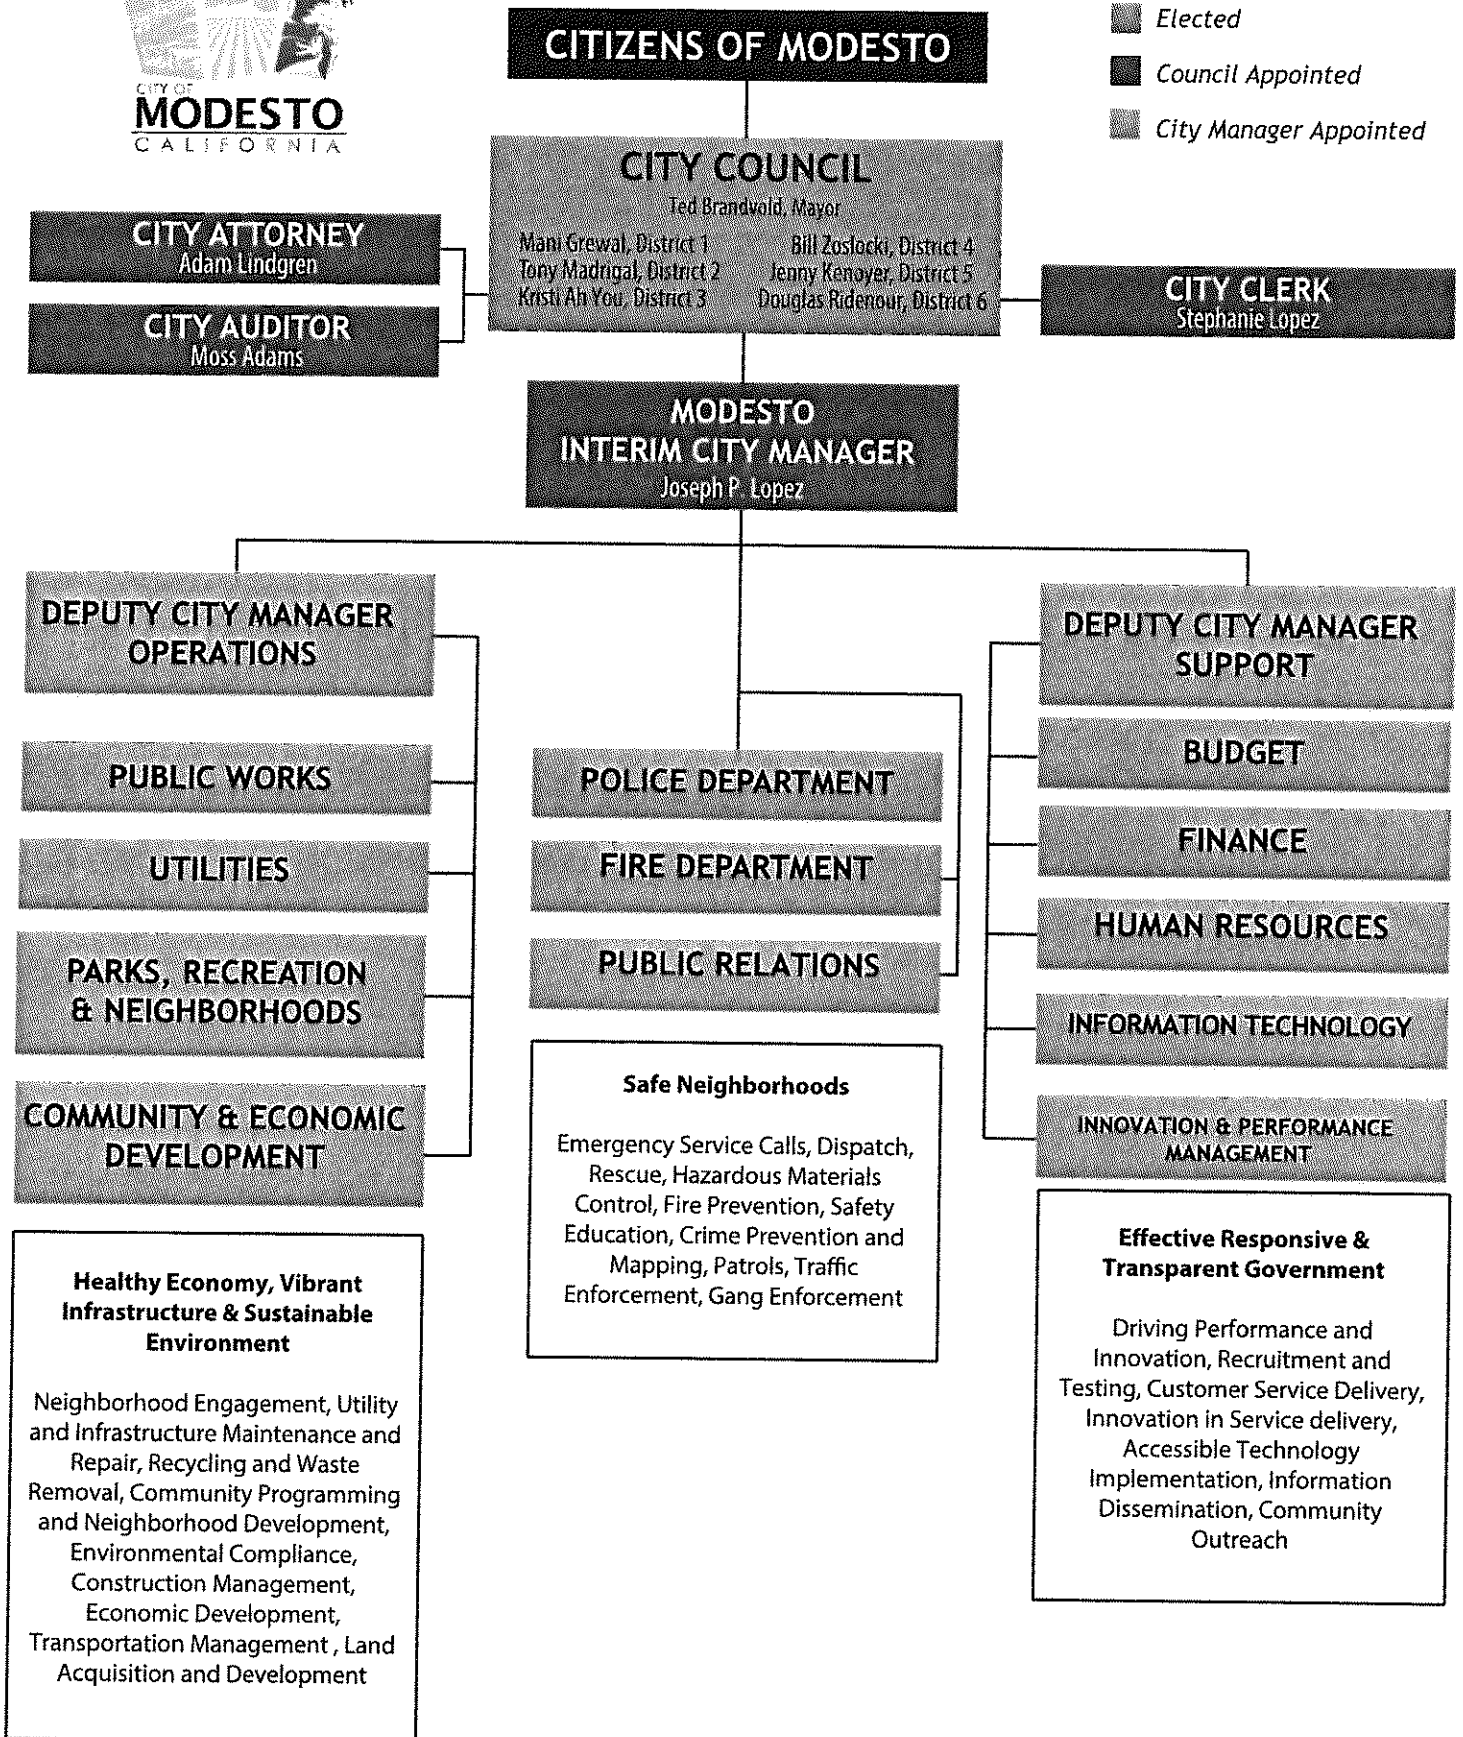 CITY OF
MODESTO
CALIFORNIA
CITIZENS OF MODESTO
Elected
Council Appointed
City Manager Appointed
CITY COUNCIL
Ted Brandvold, Mayor
Mani Grewal, District 1
Tony Madrigal, District 2
Kristi Ah You, District 3
Bill Zoslocki, District 4
Jenny Kenoyer, District 5
Douglas Ridenour, District 6
CITY ATTORNEY
Adam Lindgren
CITY AUDITOR
Moss Adams
CITY CLERK
Stephanie Lopez
MODESTO
INTERIM CITY MANAGER
Joseph P. Lopez
DEPUTY CITY MANAGER
OPERATIONS
PUBLIC WORKS
UTILITIES
PARKS, RECREATION
& NEIGHBORHOODS
COMMUNITY & ECONOMIC
DEVELOPMENT
Healthy Economy, Vibrant
Infrastructure & Sustainable
Environment
Neighborhood Engagement, Utility
and Infrastructure Maintenance and
Repair, Recycling and Waste
Removal, Community Programming
and Neighborhood Development,
Environmental Compliance,
Construction Management,
Economic Development,
Transportation Management , Land
Acquisition and Development
POLICE DEPARTMENT
FIRE DEPARTMENT
PUBLIC RELATIONS
Safe Neighborhoods
Emergency Service Calls, Dispatch,
Rescue, Hazardous Materials
Control, Fire Prevention, Safety
Education, Crime Prevention and
Mapping, Patrols, Traffic
Enforcement, Gang Enforcement
DEPUTY CITY MANAGER
SUPPORT
BUDGET
FINANCE
HUMAN RESOURCES
INFORMATION TECHNOLOGY
INNOVATION & PERFORMANCE
MANAGEMENT
Effective Responsive &
Transparent Government
Driving Performance and
Innovation, Recruitment and
Testing, Customer Service Delivery,
Innovation in Service delivery,
Accessible Technology
Implementation, Information
Dissemination, Community
Outreach